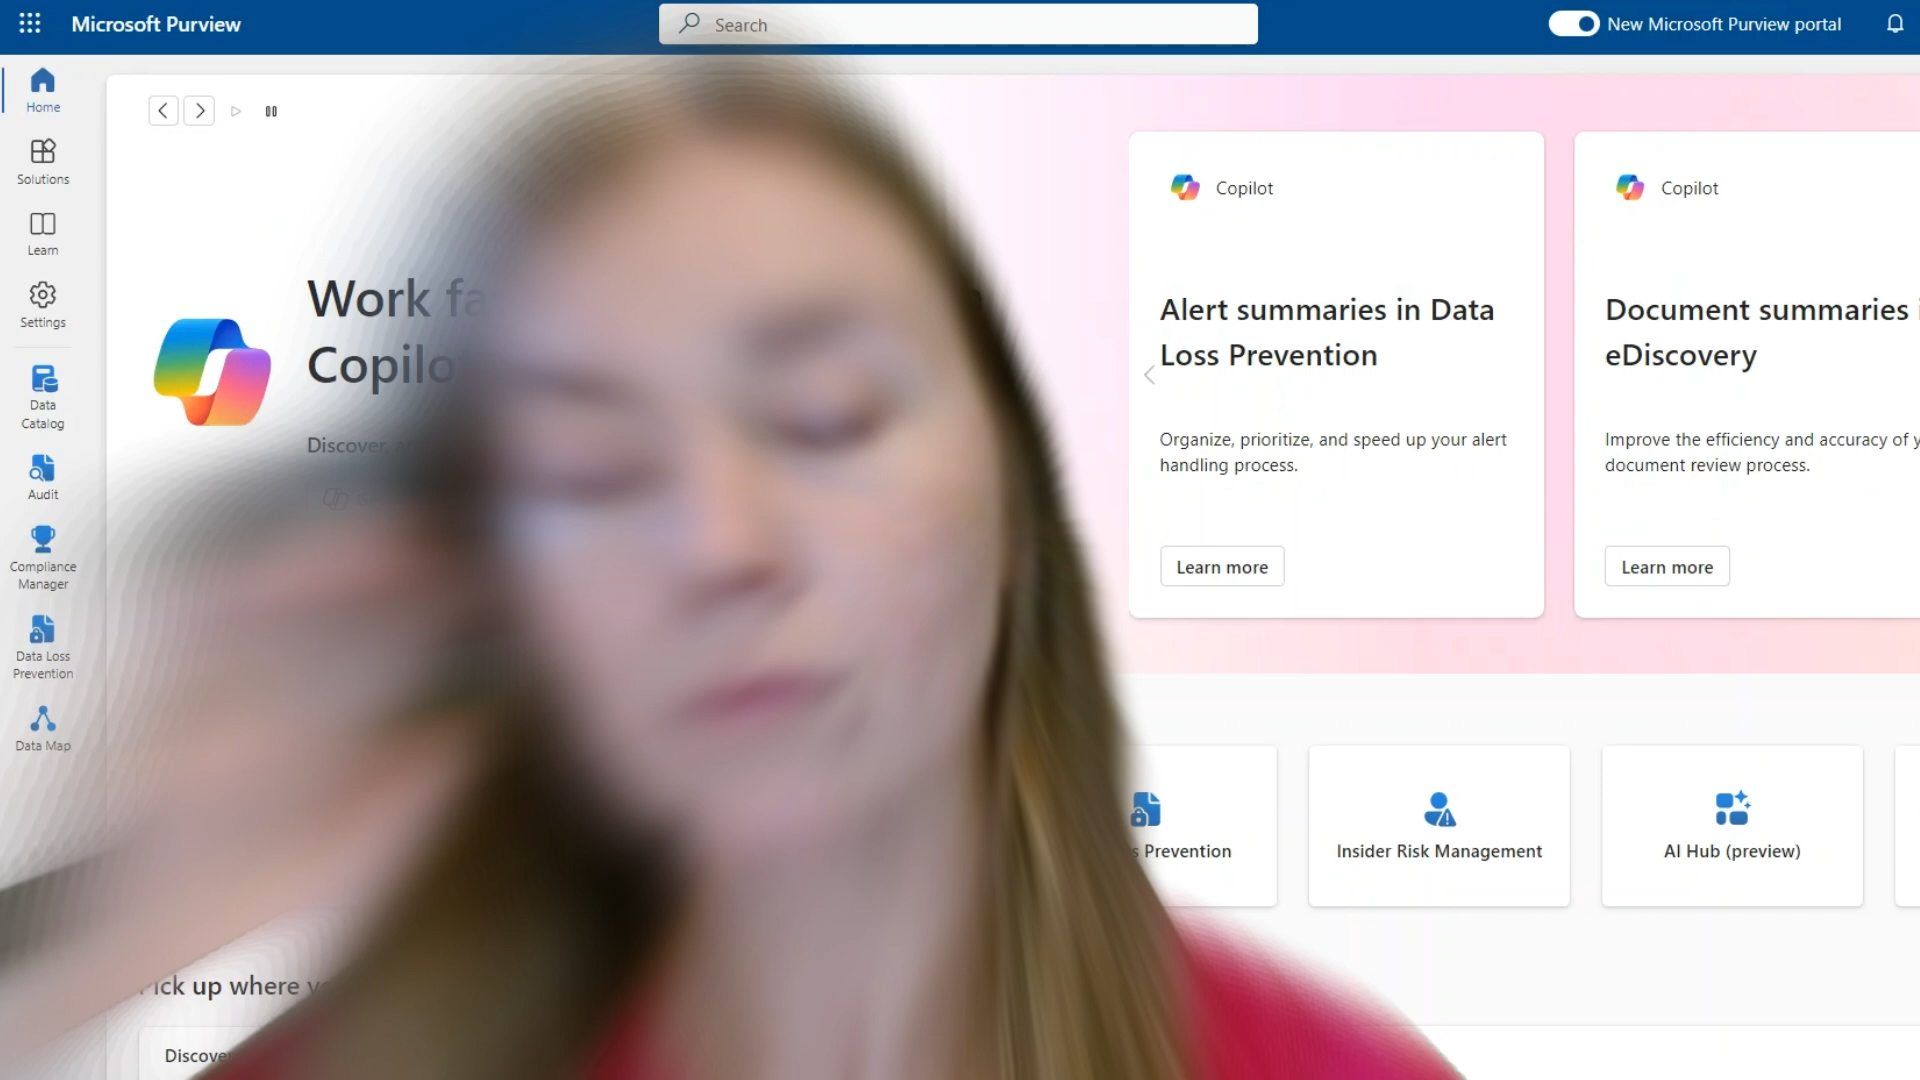 Microsoft Purview
Search
New Microsoft Purview portal
Home
Solutions
Learn
Settings
Data
Catalog
Audit
Compliance
Manager
Data Loss
Prevention
Data Map
Work
Copilo
Discover,
Copilot
Alert summaries in Data
Loss Prevention
Organize, prioritize, and speed up your alert
handling process.
Learn more
Copilot
Document summaries
eDiscovery
Improve the efficiency and accuracy of
document review process.
Learn more
Prevention
Insider Risk Management
AI Hub (preview)
Pick up where
Discove